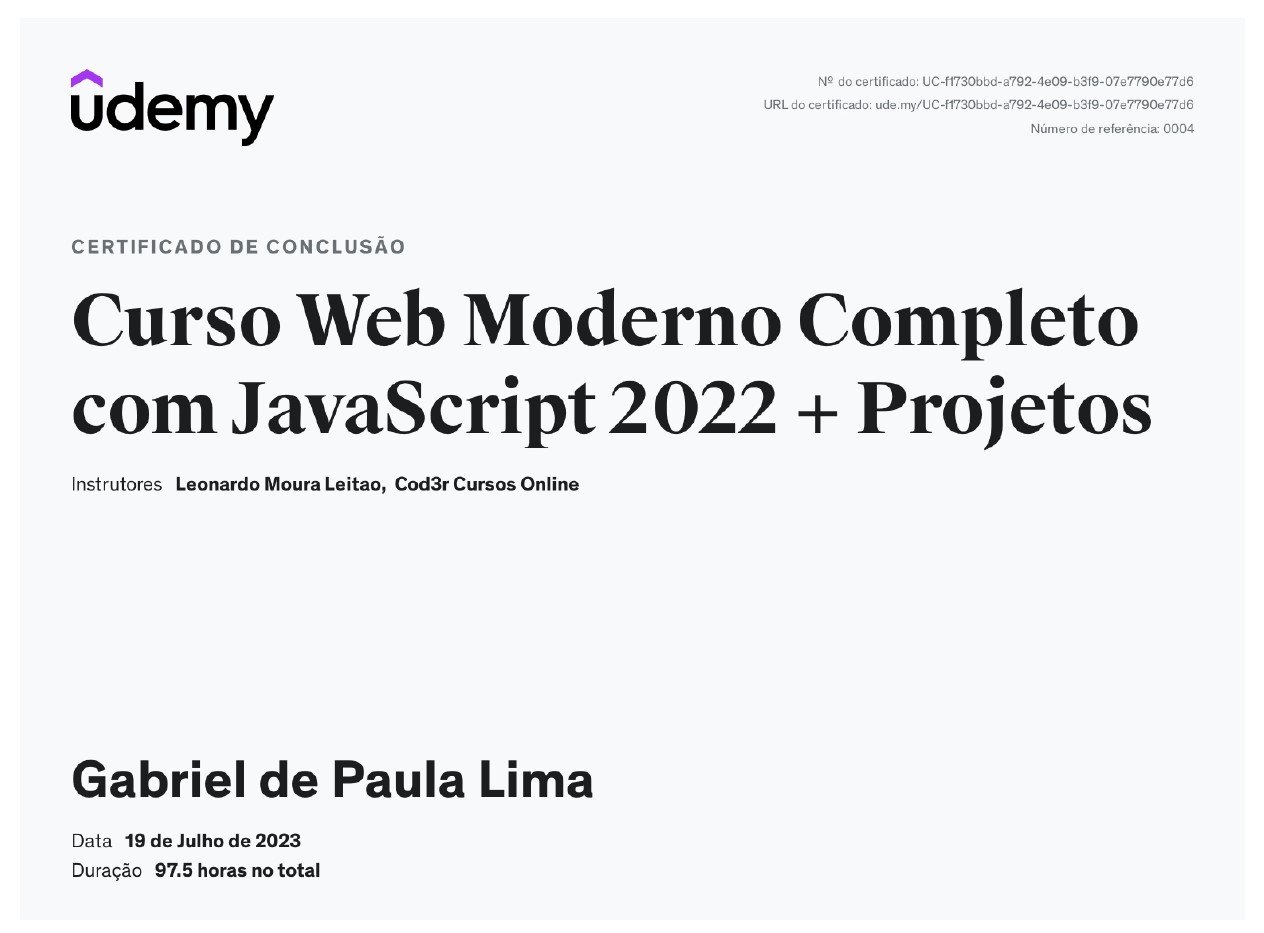 udemy
Nº do certificado: UC-ff730bbd-a792-4e09-b3f9-07e7790e77d6
URL do certificado: ude.my/UC-ff730bbd-a792-4e09-b3f9-07e7790e77d6
Número de referência: 0004
CERTIFICADO DE CONCLUSÃO
Curso Web Moderno Completo
com JavaScript 2022 + Projetos
Instrutores Leonardo Moura Leitao, Cod3r Cursos Online
Gabriel de Paula Lima
Data 19 de Julho de 2023
Duração 97.5 horas no total